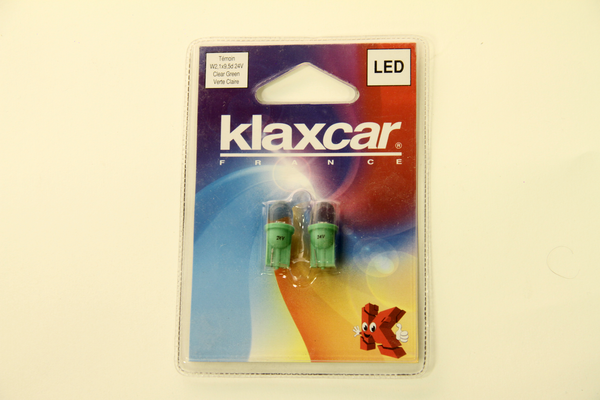 Témoin
W2,1x9,5d 24V
Clear Green
Verte Claire
LED
klaxcar®
FRANCE
24V
24V